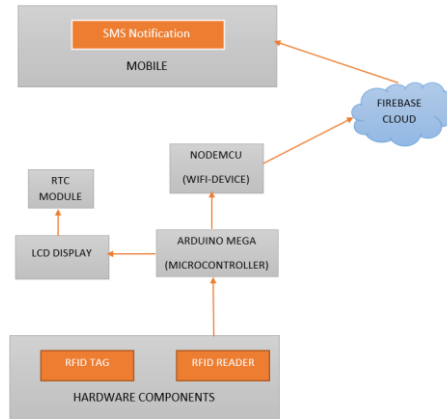 SMS Notification
MOBILE
FIREBASE
CLOUD
NODEMCU
(WIFI-DEVICE)
RTC
MODULE
LCD DISPLAY
ARDUINO MEGA
(MICROCONTROLLER)
RFID TAG
RFID READER
HARDWARE COMPONENTS